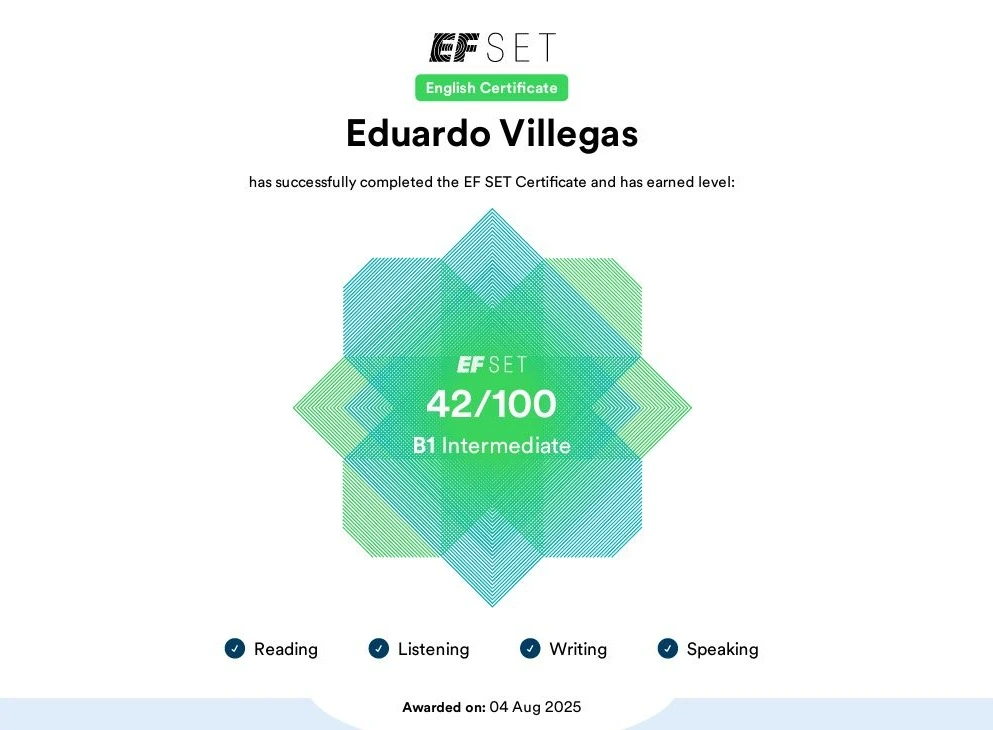 EF SET
English Certificate
Eduardo Villegas
has successfully completed the EF SET Certificate and has earned level:
EF SET
42/100
B1 Intermediate
Reading Listening Writing Speaking
Awarded on: 04 Aug 2025